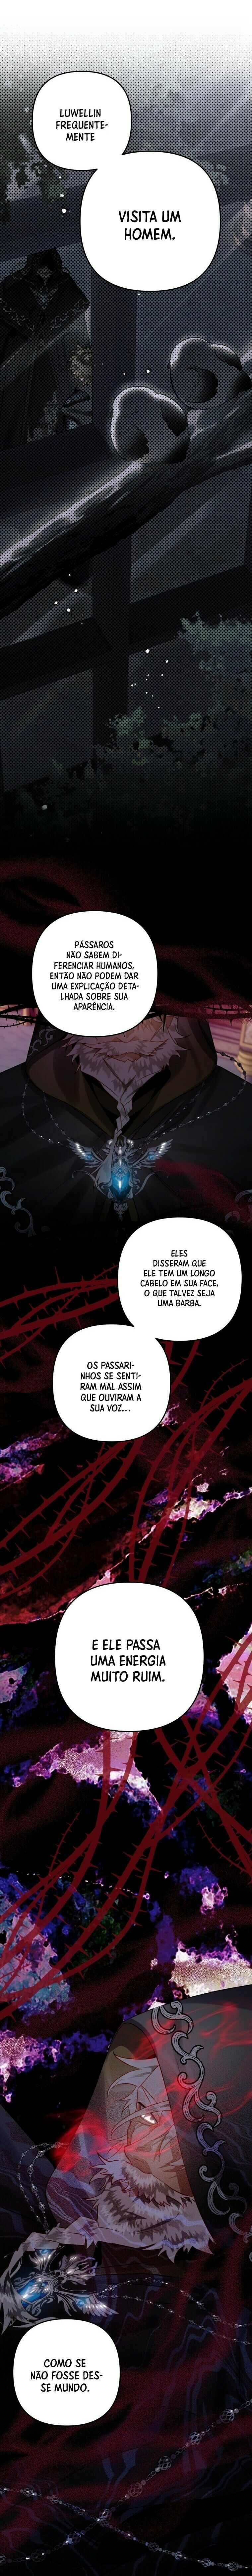 LUWELLIN
FREQUENTE-
MENTE
VISITA UM
HOMEM.
PÁSSAROS
NÃO SABEM DI-
FERENCIAR HUMANOS,
ENTÃO NÃO PODEM DAR
UMA EXPLICAÇÃO DETA-
LHADA SOBRE SUA
APARÊNCIA.
ELES
DISSERAM QUE
ELE TEM UM LONGO
CABELO EM SUA FACE,
O QUE TALVEZ SEJA
UMA BARBA.
OS PASSARI-
NHOS SE SENTI-
RAM MAL ASSIM
QUE OUVIRAM A
SUA VOZ...
E ELE PASSA
UMA ENERGIA
MUITO RUIM.
COMO SE
NÃO FOSSE DES-
SE MUNDO.